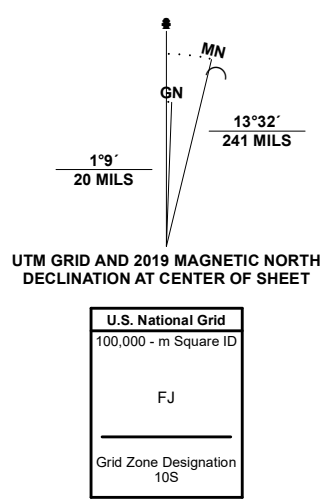 MN
GN
13°32´
241 MILS
1°9´
20 MILS
UTM GRID AND 2019 MAGNETIC NORTH
DECLINATION AT CENTER OF SHEET
U.S. National Grid
100,000 - m Square ID
FJ
Grid Zone Designation
10S